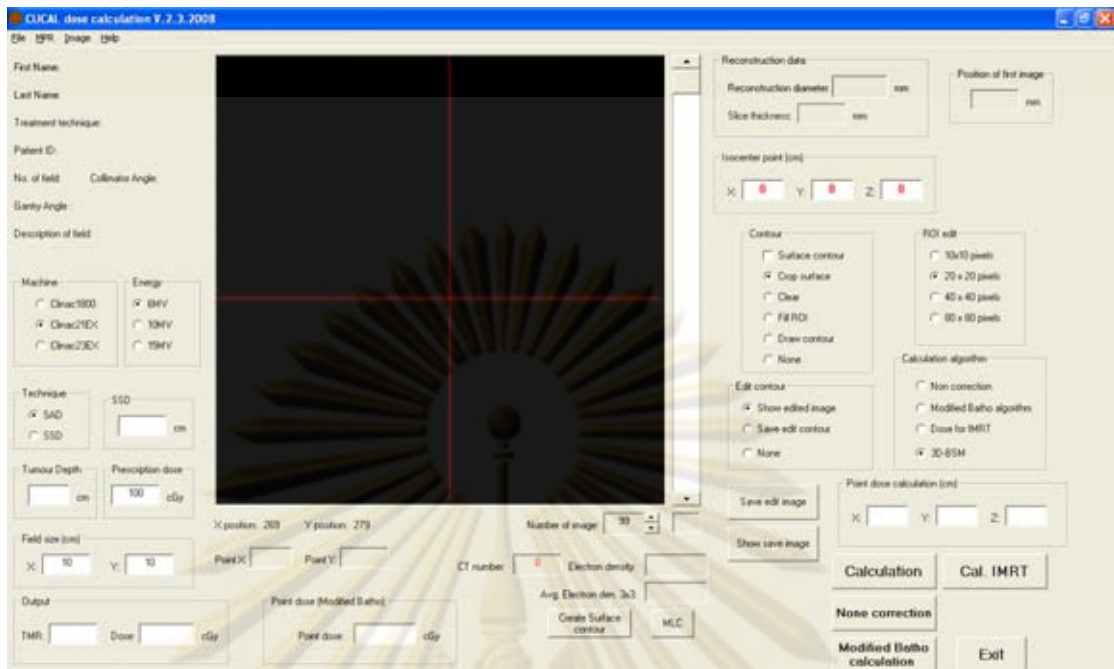 CUCAL dose calculation V.2.3.2008
File MPR Image Help
First Name:
Last Name:
Treatment technique:
Patient ID:
No. of field: Collimator Angle:
Gantry Angle :
Description of field:
Machine
Clinac1800
Clinac21EX
Clinac23EX
Energy
6MV
10MV
15MV
Technique
SAD
SSD
SSD
cm
Tumour Depth
cm
Prescription dose
100 cGy
Field size (cm)
X: 10 Y: 10
Output
TMR: Dose: cGy
X position: 269 Y position: 279
Number of image: 99
Point X: Point Y:
CT number: 0 Electron density:
Avg. Electron den. 3x3:
Point dose (Modified Batho)
Point dose: cGy
Create Surface contour
MLC
Reconstruction data
Reconstruction diameter: mm
Slice thickness: mm
Position of first image
mm
Isocenter point (cm)
X: 0 Y: 0 Z: 0
Contour
Surface contour
Crop surface
Clear
Fill ROI
Draw contour
None
ROI edit
10x10 pixels
20 x 20 pixels
40 x 40 pixels
80 x 80 pixels
Edit contour
Show edited image
Save edit contour
None
Calculation algorithm
Non correction
Modified Batho algorithm
Dose for IMRT
3D-BSM
Save edit image
Show save image
Point dose calculation (cm)
X: Y: Z:
Calculation
Cal. IMRT
None correction
Modified Batho calculation
Exit